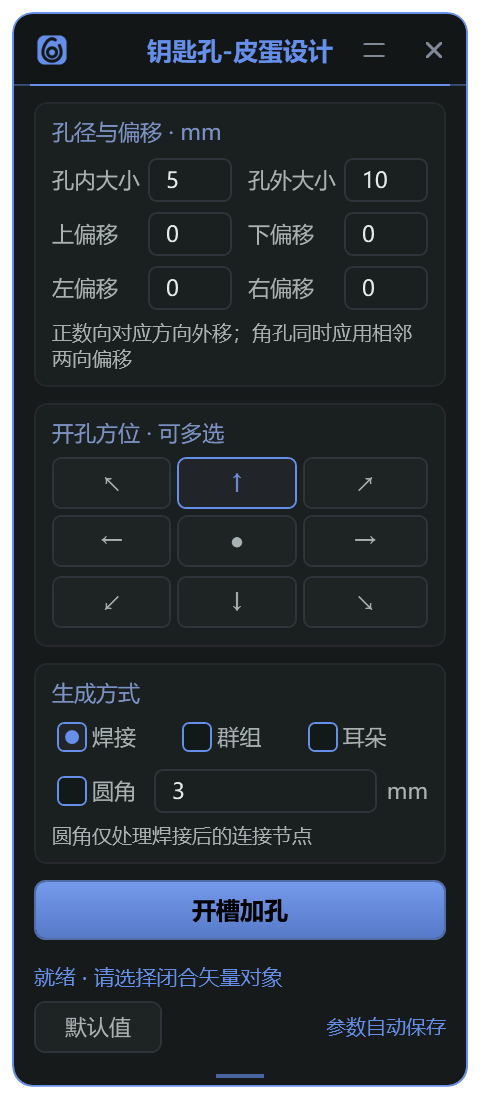 钥匙孔-皮蛋设计
孔径与偏移 · mm
孔内大小 5 孔外大小 10
上偏移 0 下偏移 0
左偏移 0 右偏移 0
正数向对应方向外移；角孔同时应用相邻
两向偏移
开孔方位 · 可多选
↖ ↑ ↗
← ● →
↙ ↓ ↘
生成方式
焊接 群组 耳朵
圆角 3 mm
圆角仅处理焊接后的连接节点
开槽加孔
就绪 · 请选择闭合矢量对象
默认值 参数自动保存